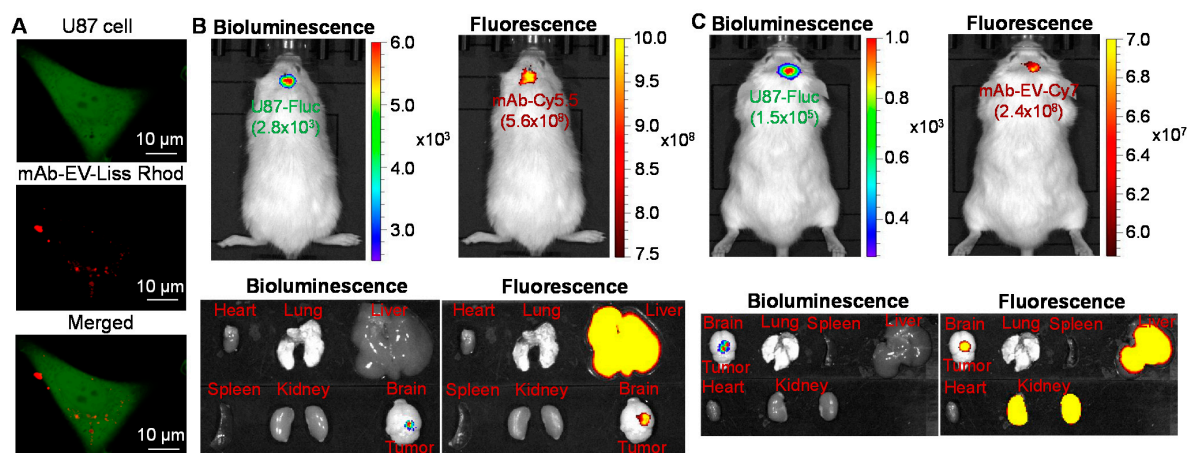 A
U87 cell
10 µm
mAb-EV-Liss Rhod
10 µm
Merged
10 µm
B
Bioluminescence
U87-Fluc
(2.8x10³)
6.0
5.0
4.0
3.0
x10³
Fluorescence
mAb-Cy5.5
(5.6x10⁸)
10.0
9.5
9.0
8.5
8.0
7.5
x10⁸
Bioluminescence
Heart
Lung
Liver
Spleen
Kidney
Brain
Tumor
Fluorescence
Heart
Lung
Liver
Spleen
Kidney
Brain
Tumor
C
Bioluminescence
U87-Fluc
(1.5x10⁵)
1.0
0.8
0.6
0.4
x10³
Fluorescence
mAb-EV-Cy7
(2.4x10⁸)
7.0
6.8
6.6
6.4
6.2
6.0
x10⁷
Bioluminescence
Brain
Lung
Spleen
Liver
Tumor
Heart
Kidney
Fluorescence
Brain
Lung
Spleen
Liver
Tumor
Heart
Kidney